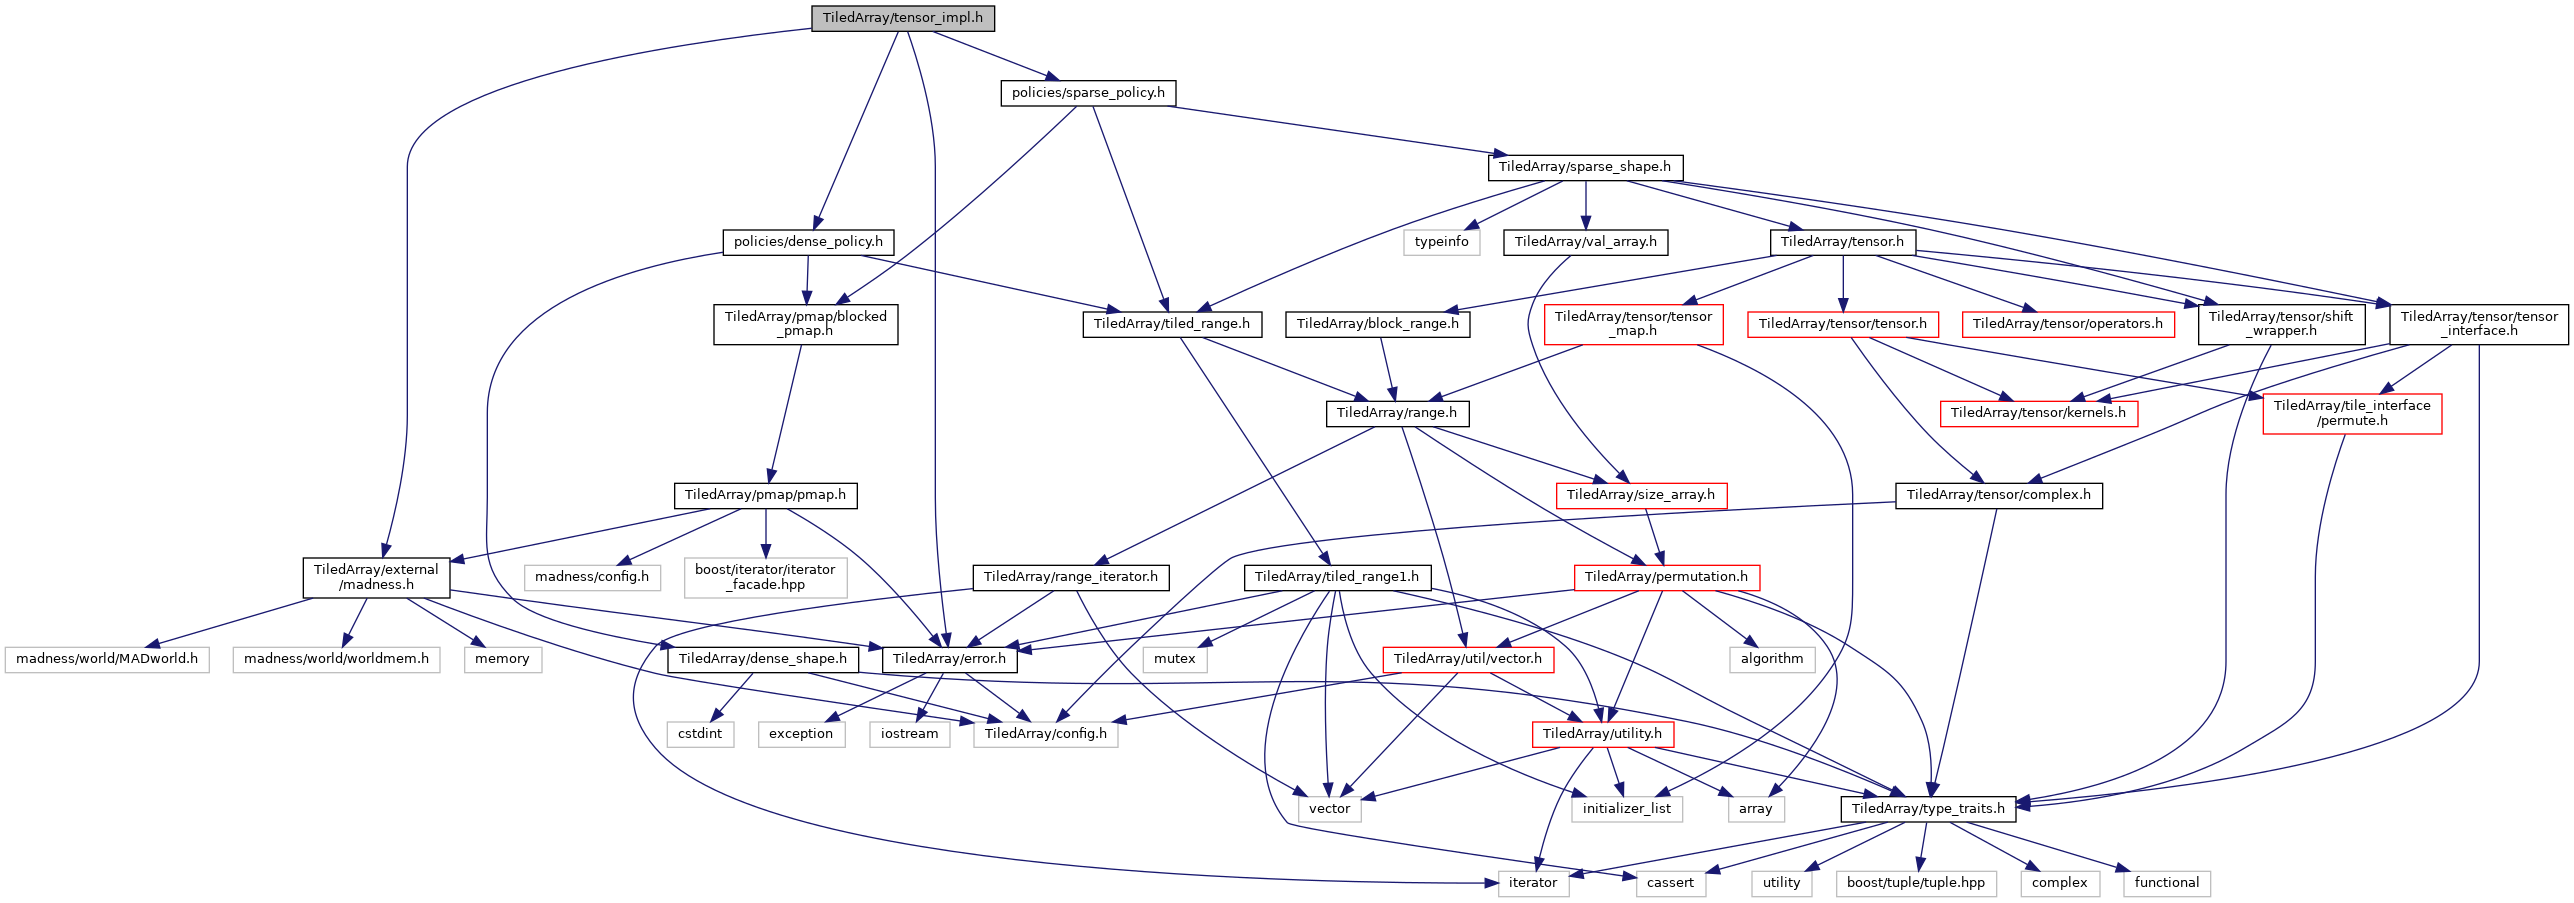 TiledArray/tensor_impl.h
policies/sparse_policy.h
TiledArray/sparse_shape.h
policies/dense_policy.h
typeinfo
TiledArray/val_array.h
TiledArray/tensor.h
TiledArray/pmap/blocked
_pmap.h
TiledArray/tiled_range.h
TiledArray/block_range.h
TiledArray/tensor/tensor
_map.h
TiledArray/tensor/tensor.h
TiledArray/tensor/operators.h
TiledArray/tensor/shift
_wrapper.h
TiledArray/tensor/tensor
_interface.h
TiledArray/range.h
TiledArray/tensor/kernels.h
TiledArray/tile_interface
/permute.h
TiledArray/pmap/pmap.h
TiledArray/size_array.h
TiledArray/tensor/complex.h
TiledArray/external
/madness.h
madness/config.h
boost/iterator/iterator
_facade.hpp
TiledArray/range_iterator.h
TiledArray/tiled_range1.h
TiledArray/permutation.h
madness/world/MADworld.h
madness/world/worldmem.h
memory
TiledArray/dense_shape.h
TiledArray/error.h
mutex
TiledArray/util/vector.h
algorithm
cstdint
exception
iostream
TiledArray/config.h
TiledArray/utility.h
vector
initializer_list
array
TiledArray/type_traits.h
iterator
cassert
utility
boost/tuple/tuple.hpp
complex
functional